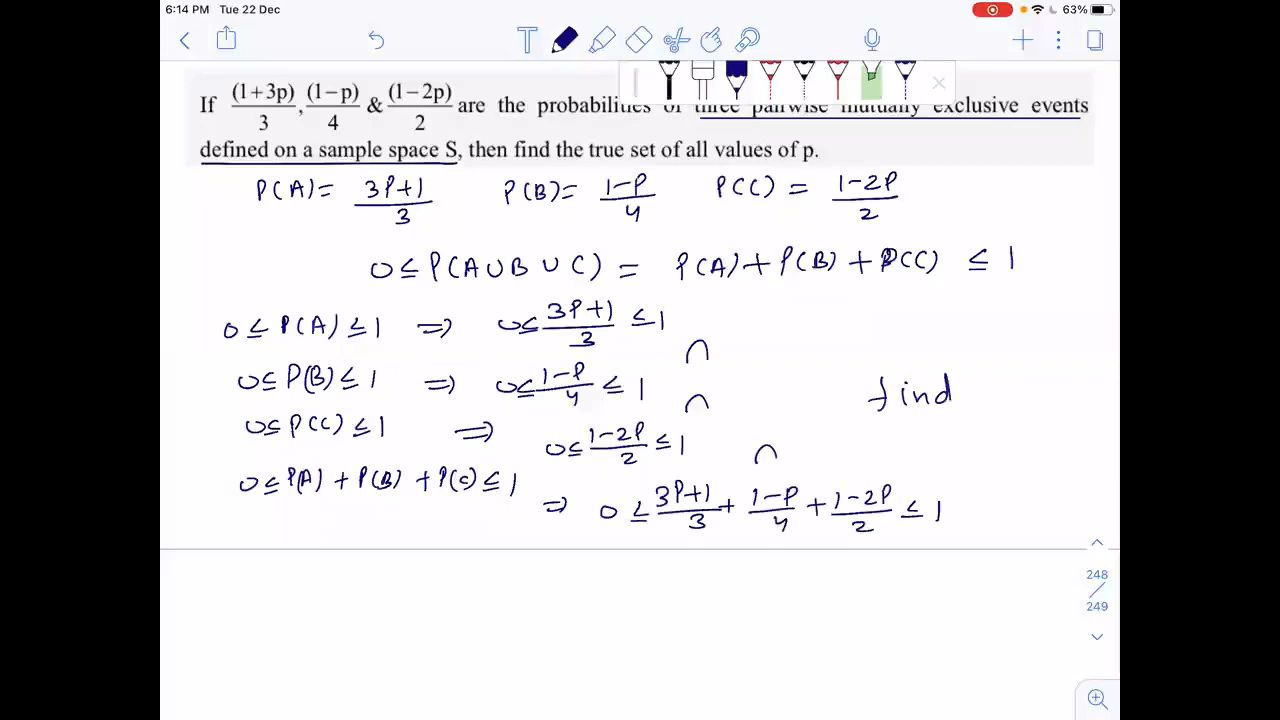 6:14 PM Tue 22 Dec 63%
If (1+3p)/3, (1−p)/4 & (1−2p)/2 are the probabilities of three pairwise mutually exclusive events
defined on a sample space S, then find the true set of all values of p.
P(A) = 3P+1/3 P(B) = 1−P/4 P(C) = 1−2P/2
0 ≤ P(A ∪ B ∪ C) = P(A) + P(B) + P(C) ≤ 1
0 ≤ P(A) ≤ 1 ⇒ 0 ≤ 3P+1/3 ≤ 1
∩
0 ≤ P(B) ≤ 1 ⇒ 0 ≤ 1−P/4 ≤ 1
∩ find
0 ≤ P(C) ≤ 1 ⇒ 0 ≤ 1−2P/2 ≤ 1
∩
0 ≤ P(A) + P(B) + P(C) ≤ 1
⇒ 0 ≤ 3P+1/3 + 1−P/4 + 1−2P/2 ≤ 1
248
/
249